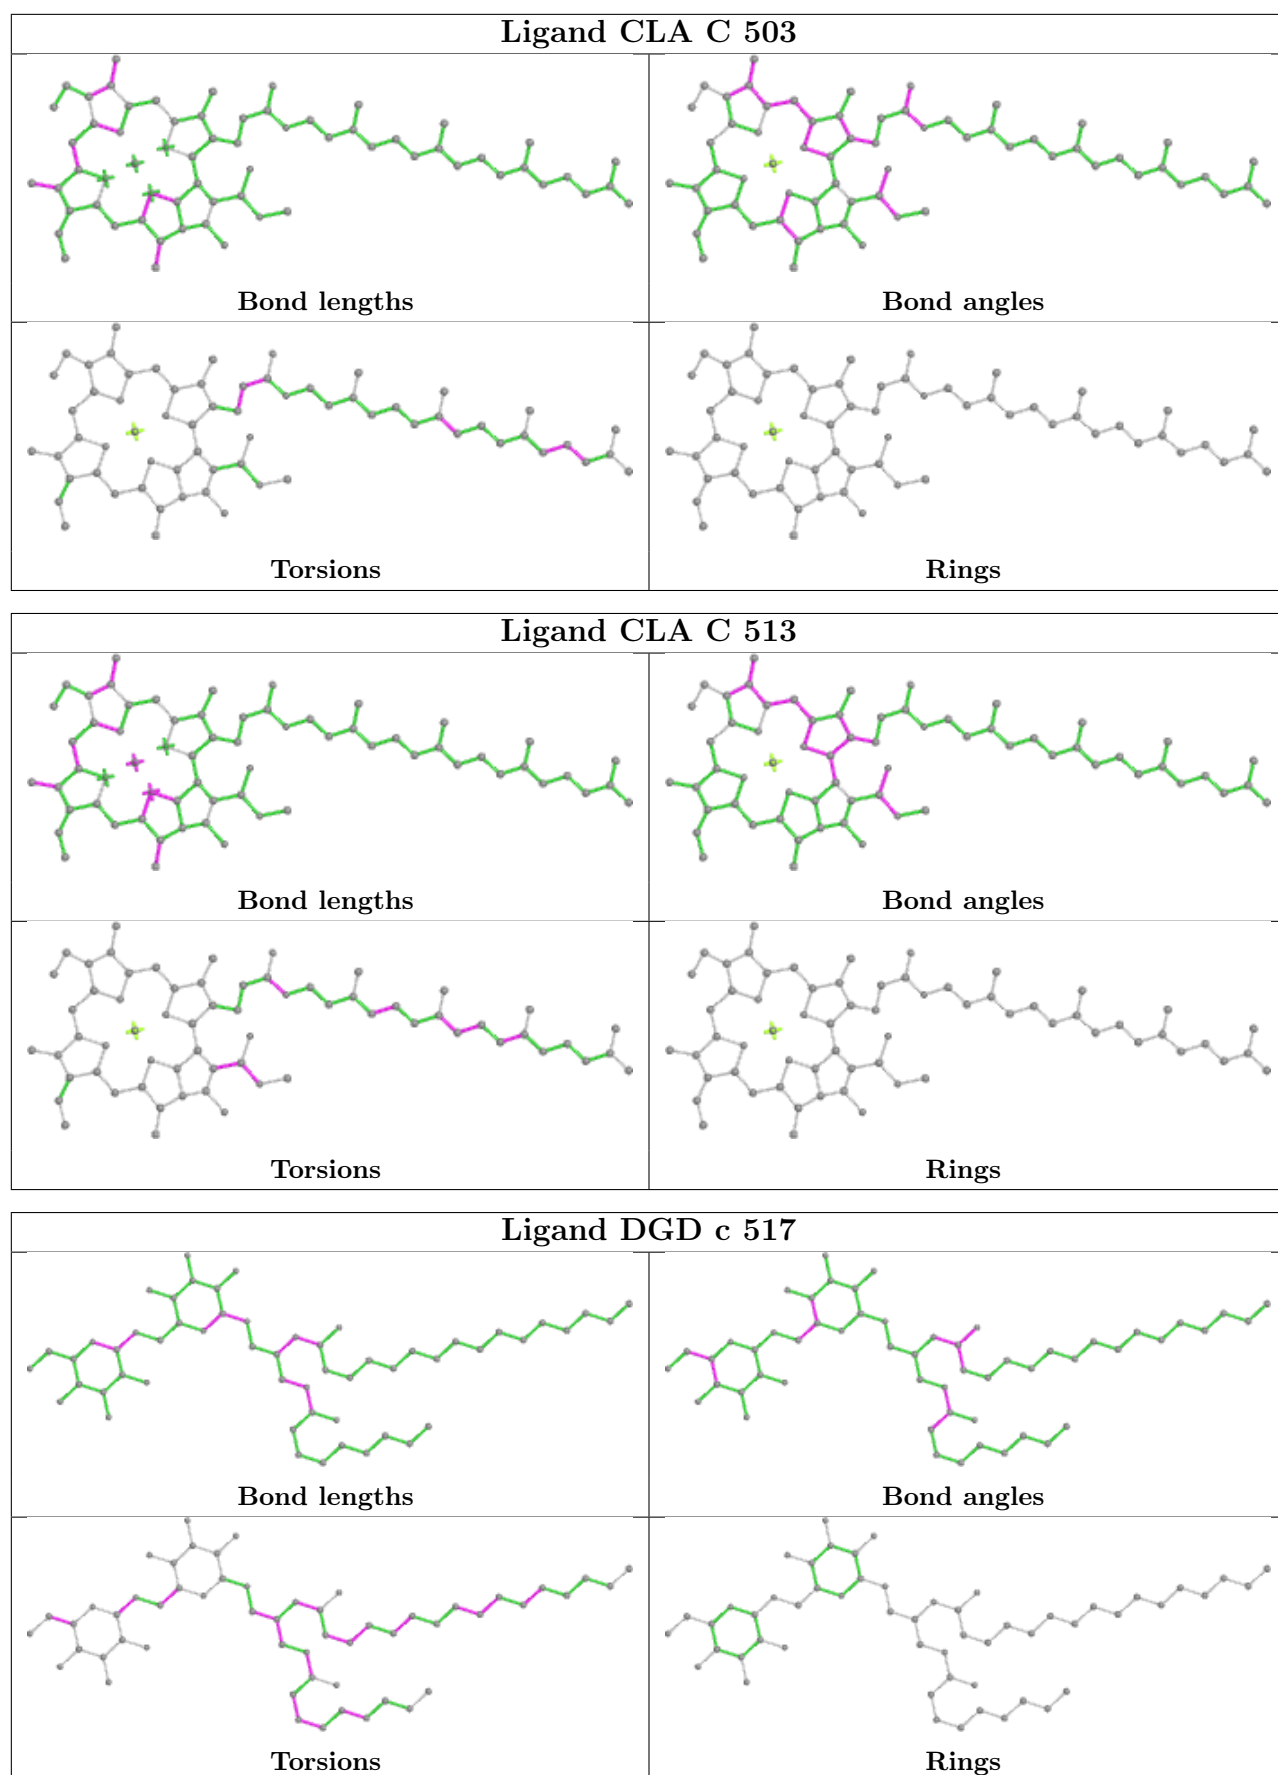 Ligand CLA C 503
Bond lengths
Bond angles
Torsions
Rings
Ligand CLA C 513
Bond lengths
Bond angles
Torsions
Rings
Ligand DGD c 517
Bond lengths
Bond angles
Torsions
Rings